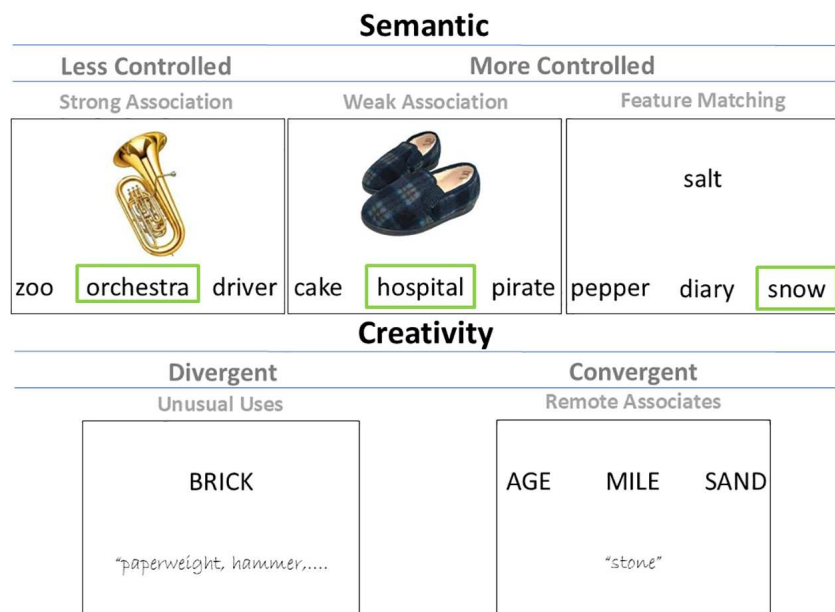 Semantic
Less Controlled More Controlled
Strong Association Weak Association Feature Matching
salt
zoo orchestra driver cake hospital pirate pepper diary snow
Creativity
Divergent Convergent
Unusual Uses Remote Associates
BRICK AGE MILE SAND
"paperweight, hammer,.... "stone"